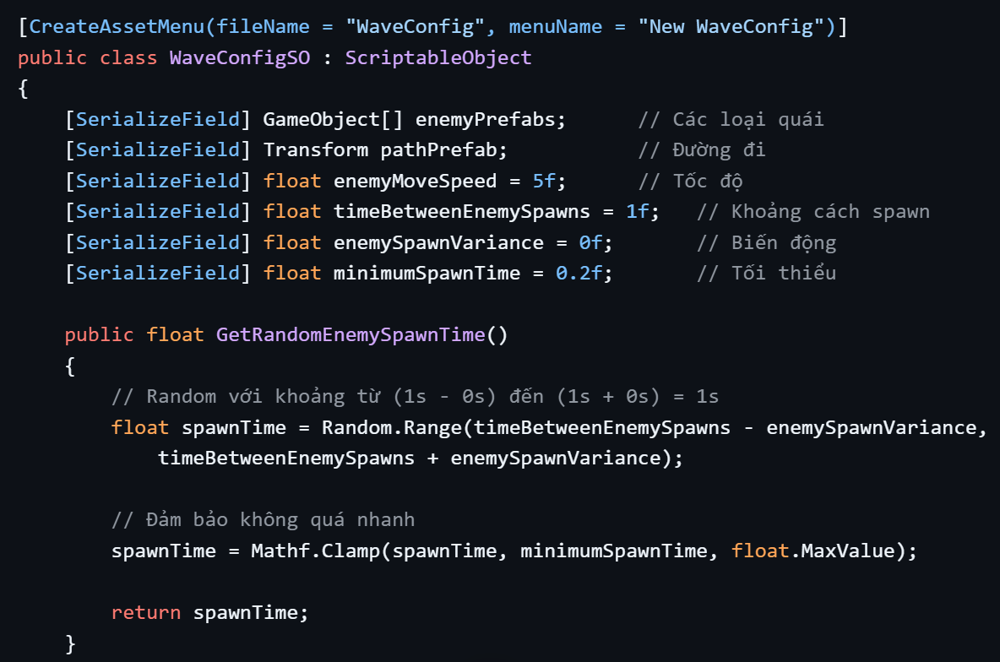 [CreateAssetMenu(fileName = "WaveConfig", menuName = "New WaveConfig")]
public class WaveConfigSO : ScriptableObject
{
    [SerializeField] GameObject[] enemyPrefabs;      // Các loại quái
    [SerializeField] Transform pathPrefab;           // Đường đi
    [SerializeField] float enemyMoveSpeed = 5f;      // Tốc độ
    [SerializeField] float timeBetweenEnemySpawns = 1f;   // Khoảng cách spawn
    [SerializeField] float enemySpawnVariance = 0f;       // Biến động
    [SerializeField] float minimumSpawnTime = 0.2f;       // Tối thiểu

    public float GetRandomEnemySpawnTime()
    {
        // Random với khoảng từ (1s - 0s) đến (1s + 0s) = 1s
        float spawnTime = Random.Range(timeBetweenEnemySpawns - enemySpawnVariance,
            timeBetweenEnemySpawns + enemySpawnVariance);

        // Đảm bảo không quá nhanh
        spawnTime = Mathf.Clamp(spawnTime, minimumSpawnTime, float.MaxValue);

        return spawnTime;
    }